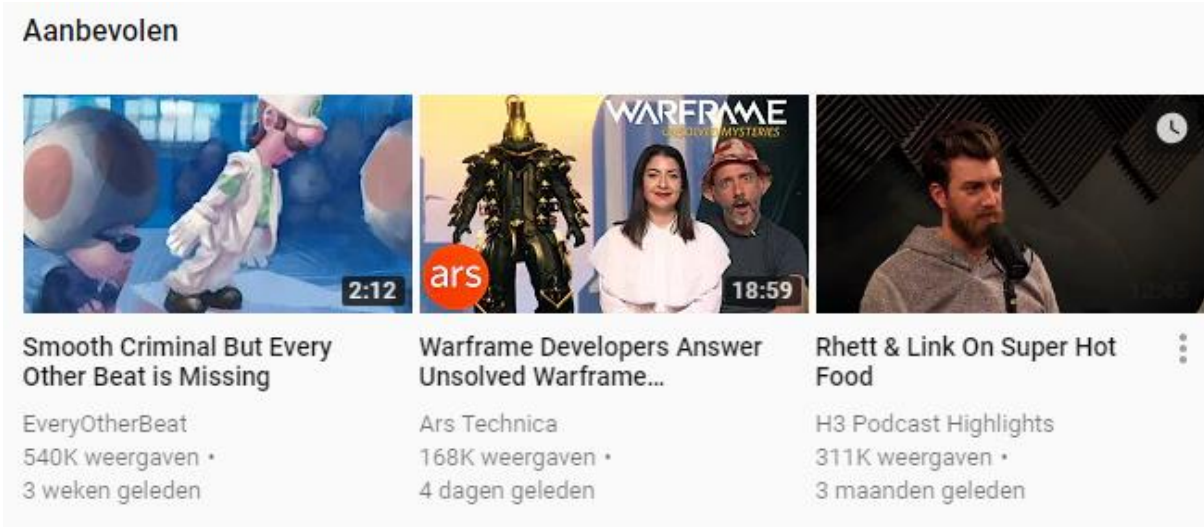 Aanbevolen
WARFRAME
UNSOLVED MYSTERIES
ars
2:12
18:59
12:45
Smooth Criminal But Every
Other Beat is Missing
EveryOtherBeat
540K weergaven •
3 weken geleden
Warframe Developers Answer
Unsolved Warframe...
Ars Technica
168K weergaven •
4 dagen geleden
Rhett & Link On Super Hot
Food
H3 Podcast Highlights
311K weergaven •
3 maanden geleden